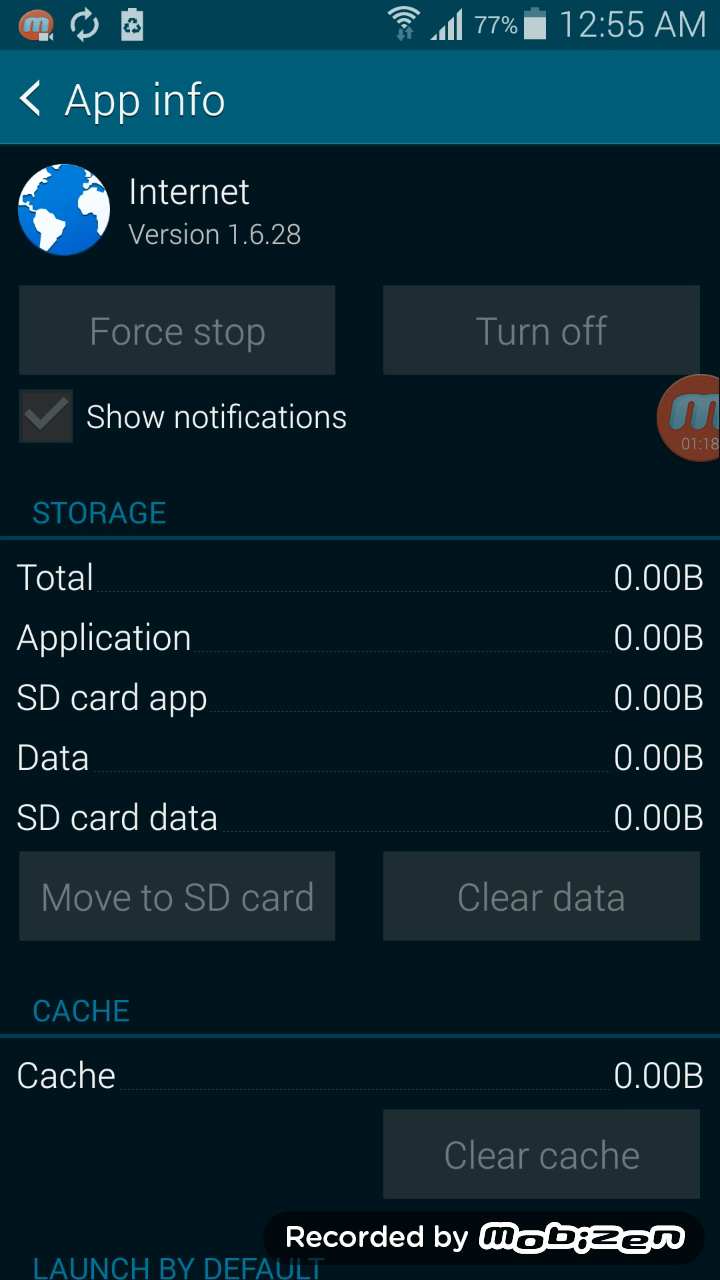 77% 12:55 AM
App info
Internet
Version 1.6.28
Force stop Turn off
Show notifications
01:18
STORAGE
Total 0.00B
Application 0.00B
SD card app 0.00B
Data 0.00B
SD card data 0.00B
Move to SD card Clear data
CACHE
Cache 0.00B
Clear cache
Recorded by mobizen
LAUNCH BY DEFAULT